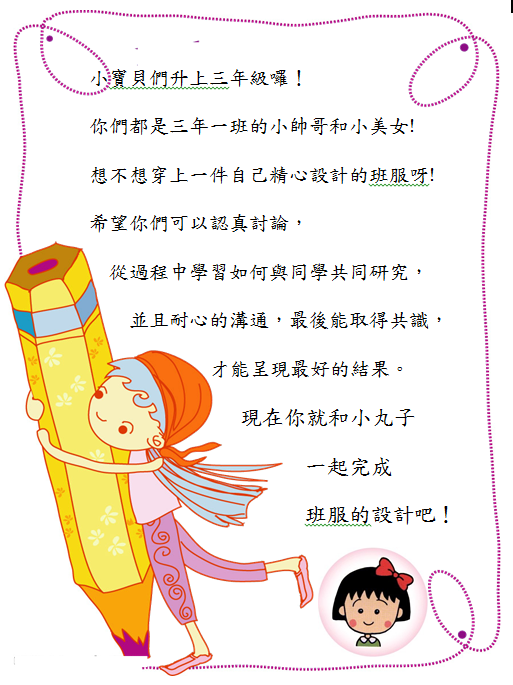 小寶貝們升上三年級囉！
你們都是三年一班的小帥哥和小美女!
想不想穿上一件自己精心設計的班服呀!
希望你們可以認真討論，
從過程中學習如何與同學共同研究，
並且耐心的溝通，最後能取得共識，
才能呈現最好的結果。
現在你就和小丸子
一起完成
班服的設計吧！